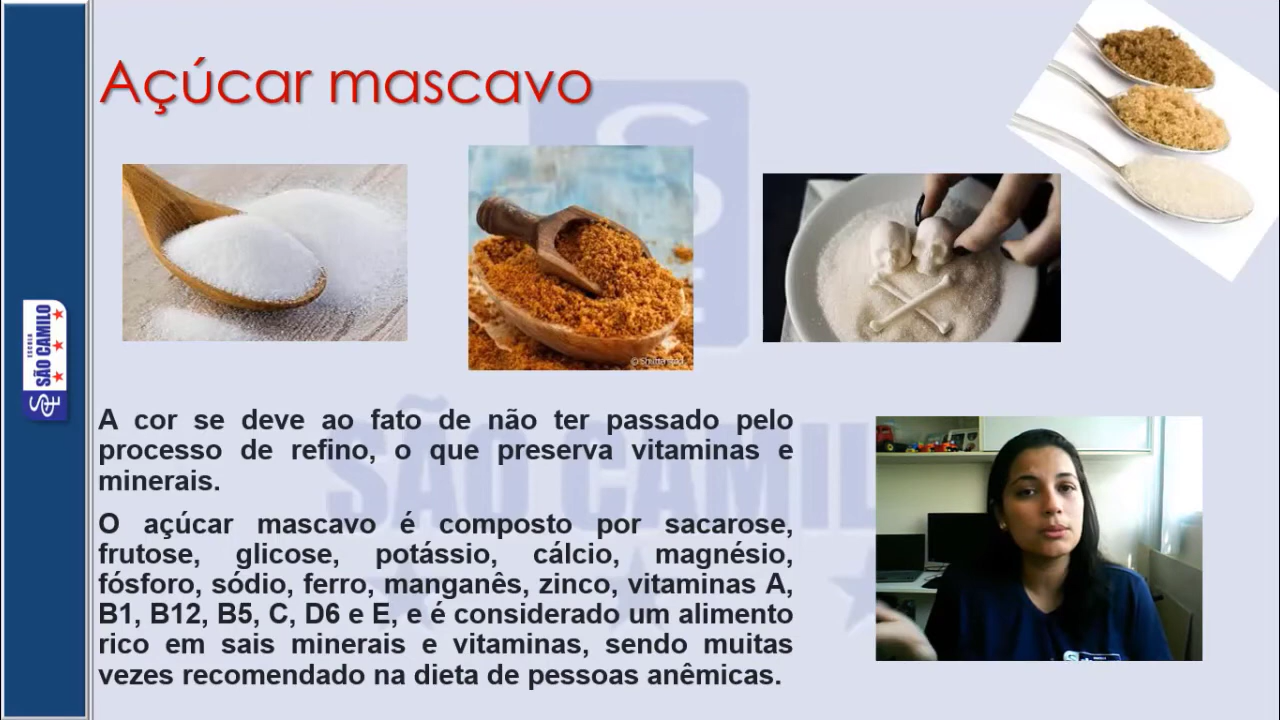 Açúcar mascavo
© Shutterstock
A cor se deve ao fato de não ter passado pelo
processo de refino, o que preserva vitaminas e
minerais.
O açúcar mascavo é composto por sacarose,
frutose, glicose, potássio, cálcio, magnésio,
fósforo, sódio, ferro, manganês, zinco, vitaminas A,
B1, B12, B5, C, D6 e E, e é considerado um alimento
rico em sais minerais e vitaminas, sendo muitas
vezes recomendado na dieta de pessoas anêmicas.
ESCOLA
SÃO CAMILO
SÃO CAMILO